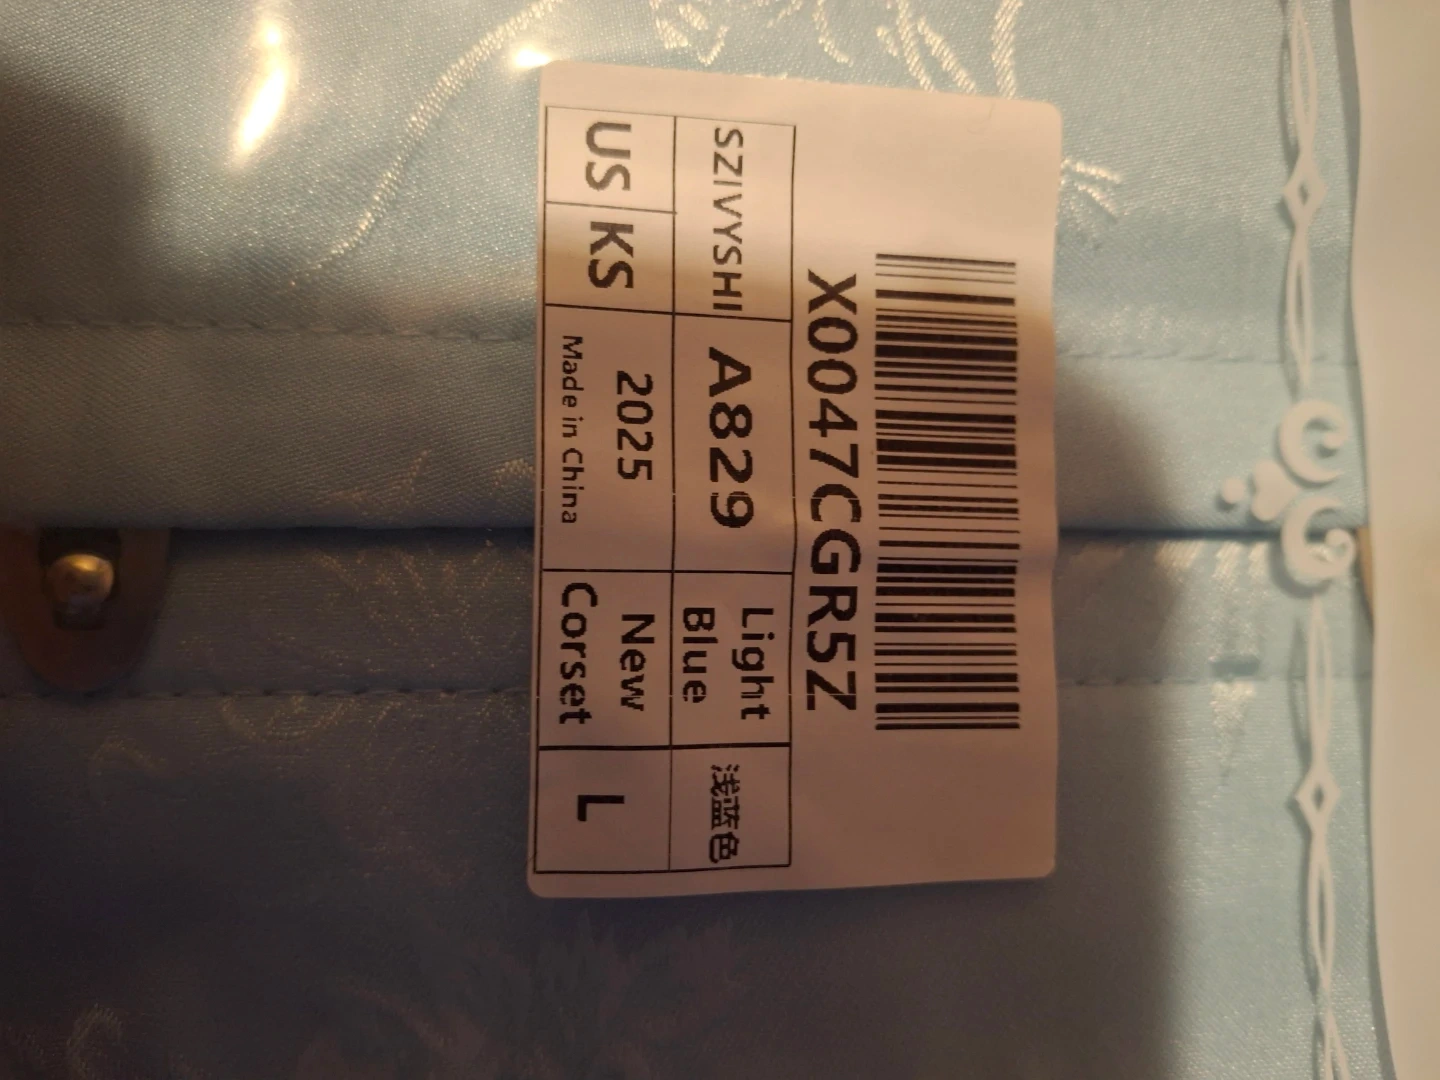 X0047CGR5Z
SZIVYSHI
A829
Light
Blue
浅蓝色
US
KS
2025
Made in China
New
Corset
L